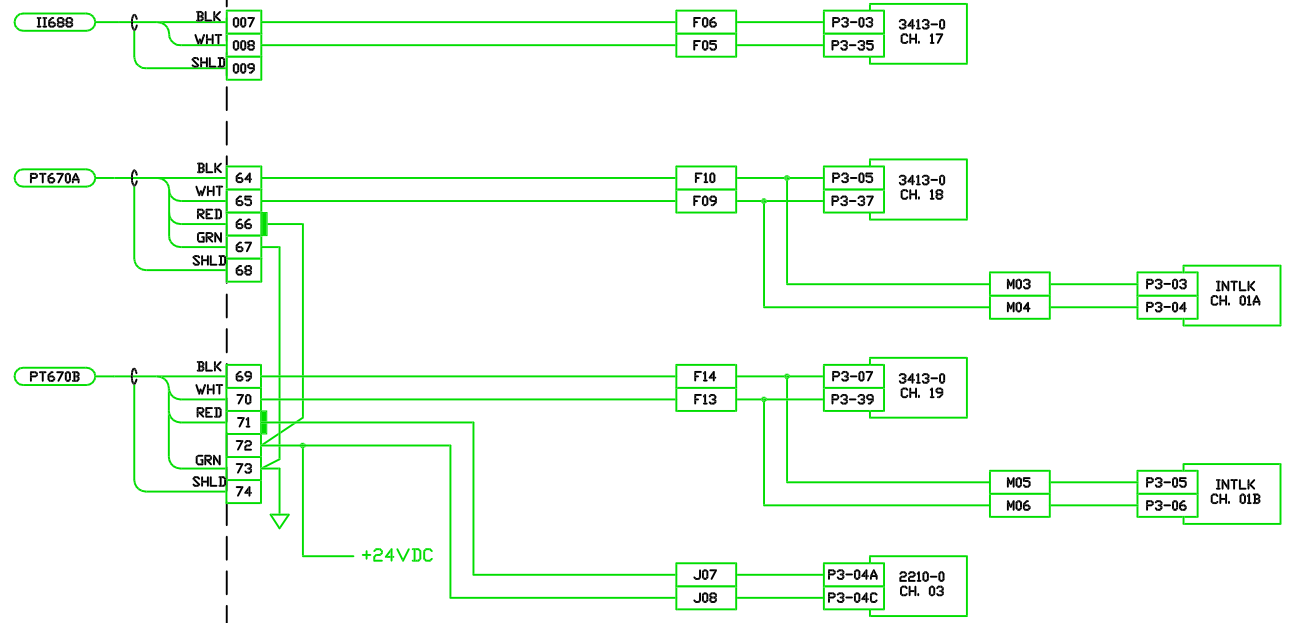 II688 BLK 007 F06 P3-03 3413-0
WHT 008 F05 P3-35 CH. 17
SHLD 009
PT670A BLK 64 F10 P3-05 3413-0
WHT 65 F09 P3-37 CH. 18
RED 66
GRN 67
SHLD 68
M03 P3-03 INTLK
M04 P3-04 CH. 01A
PT670B BLK 69 F14 P3-07 3413-0
WHT 70 F13 P3-39 CH. 19
RED 71
72
GRN 73
SHLD 74
M05 P3-05 INTLK
M06 P3-06 CH. 01B
+24VDC
J07 P3-04A 2210-0
J08 P3-04C CH. 03